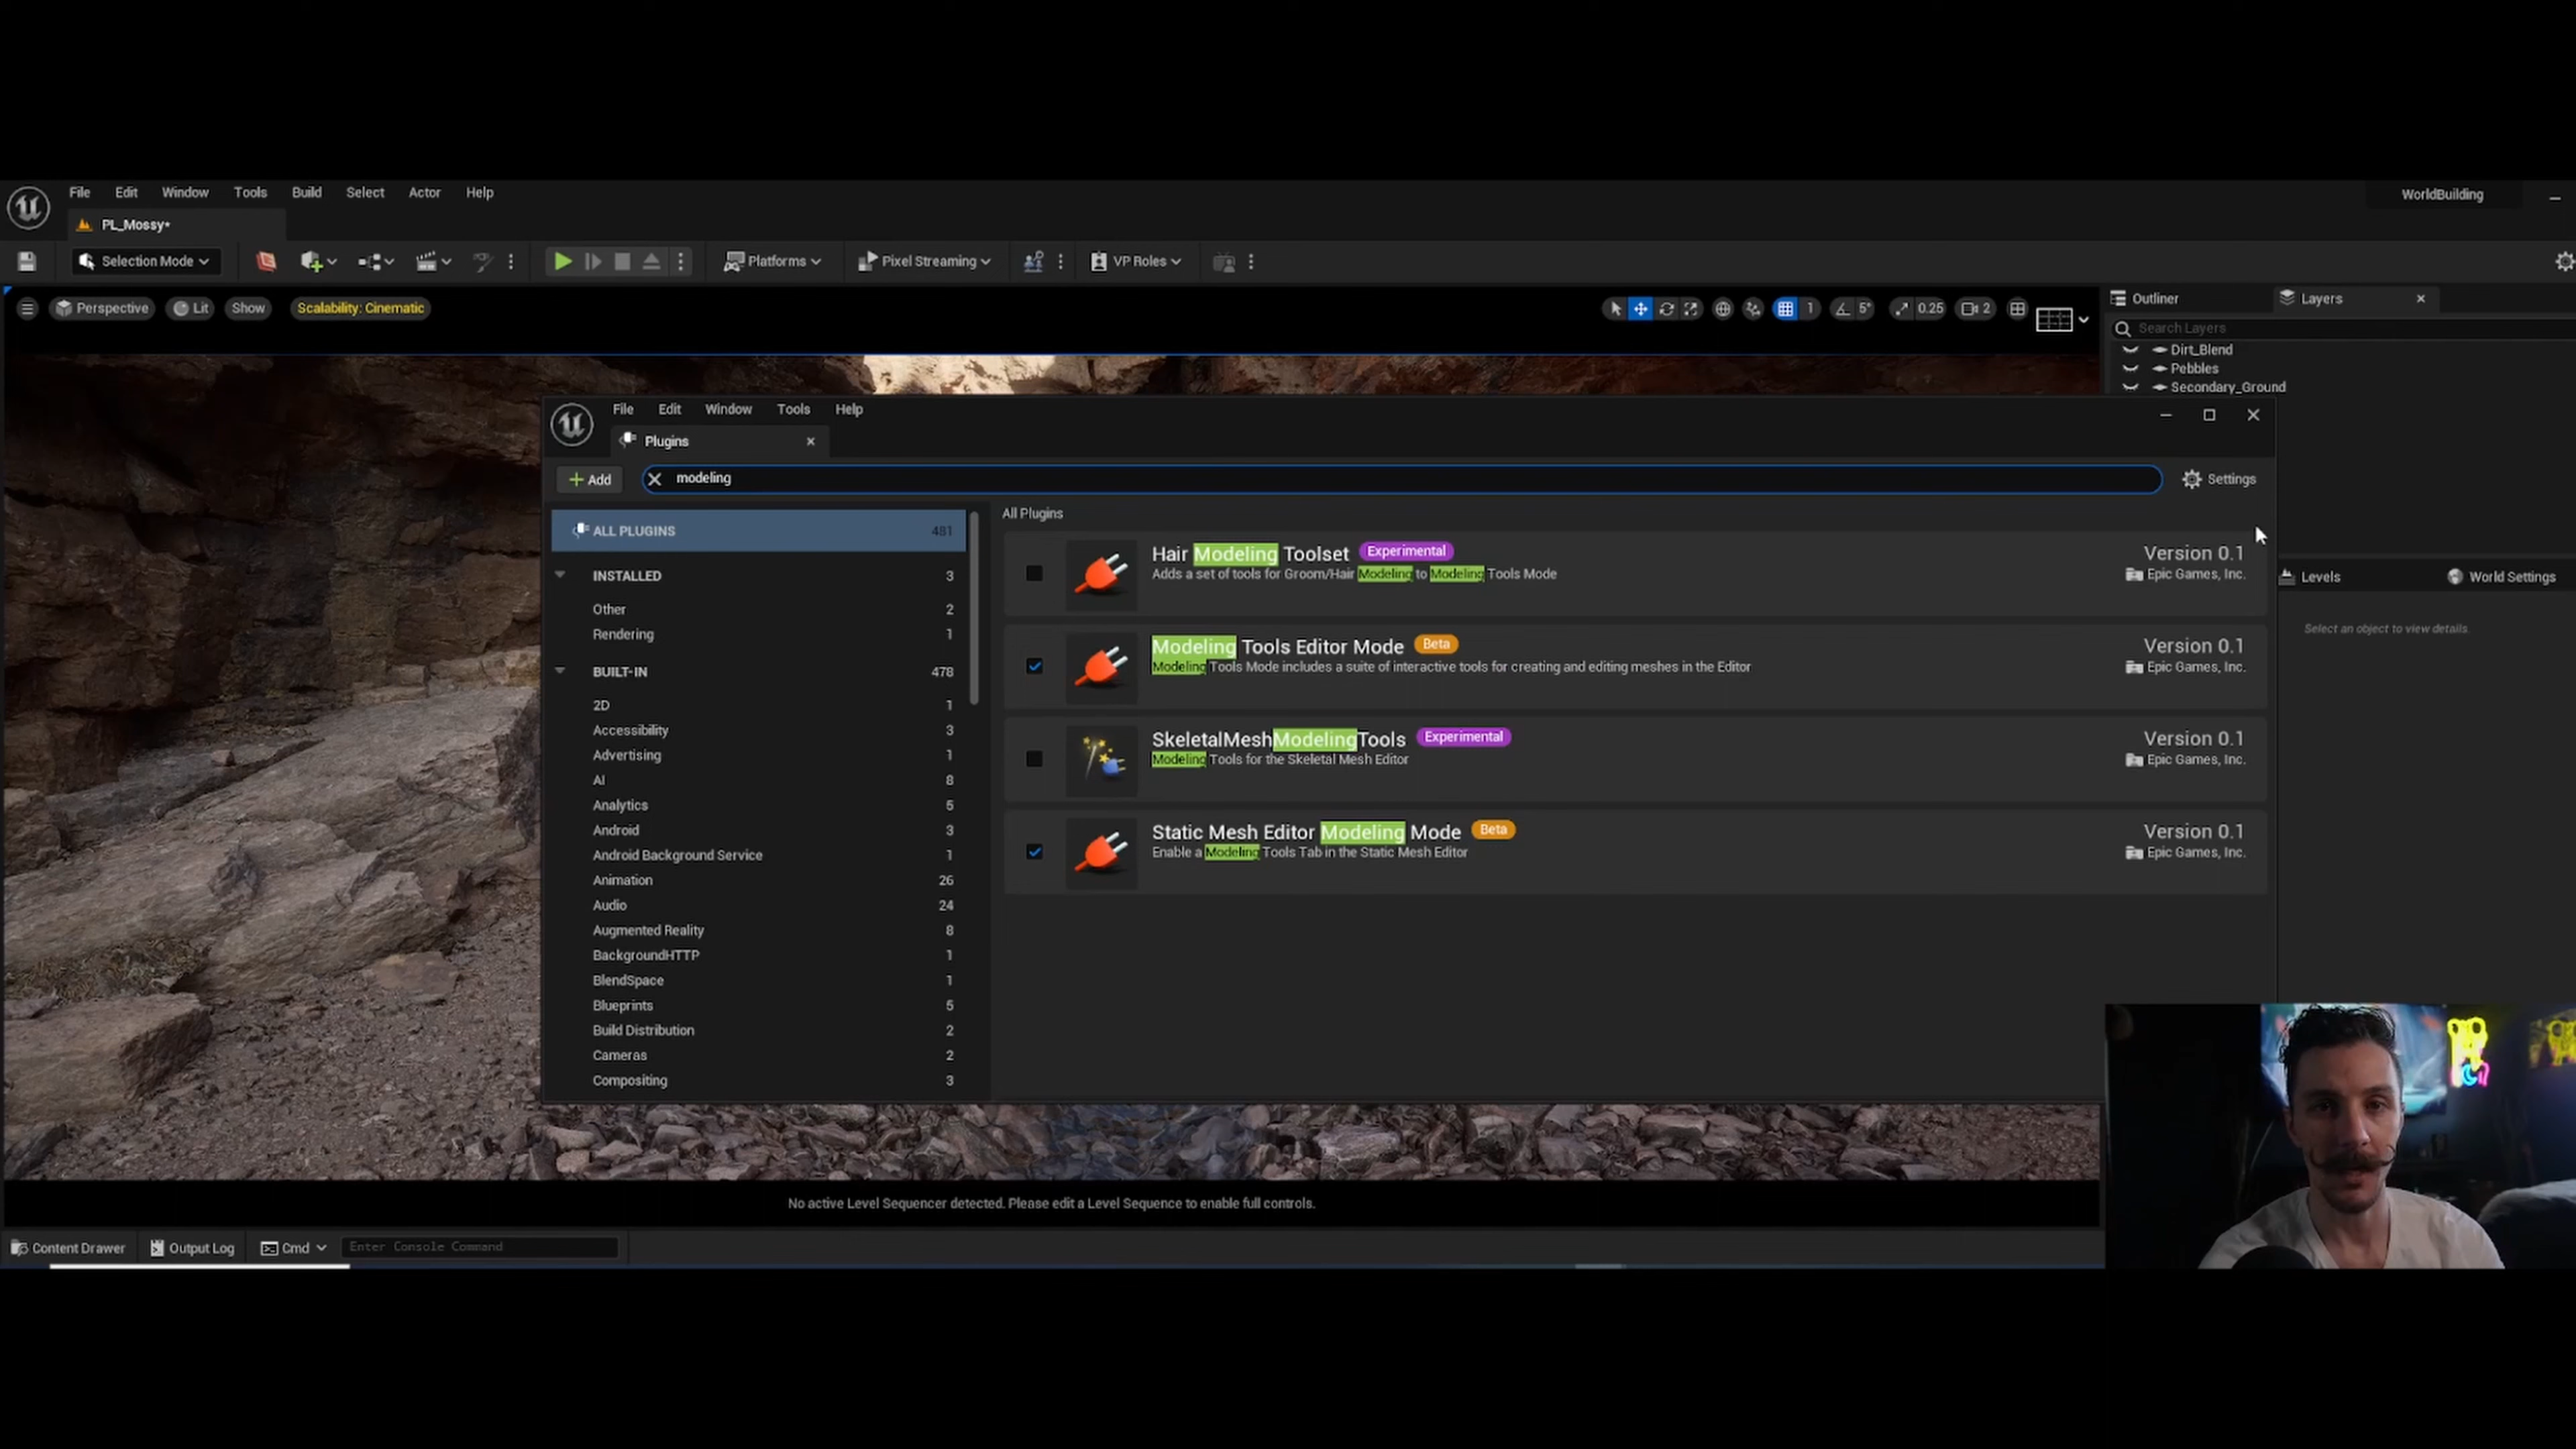 File Edit Window Tools Build Select Actor Help
WorldBuilding
PL_Mossy*
Selection Mode
Platforms
Pixel Streaming
VP Roles
Perspective Lit Show Scalability: Cinematic
1 5° 0.25 2
Outliner Layers
Search Layers
Dirt_Blend
Pebbles
Secondary_Ground
File Edit Window Tools Help
Plugins
Add modeling Settings
ALL PLUGINS 481
INSTALLED 3
Other 2
Rendering 1
BUILT-IN 478
2D 1
Accessibility 3
Advertising 1
AI 8
Analytics 5
Android 3
Android Background Service 1
Animation 26
Audio 24
Augmented Reality 8
BackgroundHTTP 1
BlendSpace 1
Blueprints 5
Build Distribution 2
Cameras 2
Compositing 3
All Plugins
Hair Modeling Toolset Experimental Version 0.1
Adds a set of tools for Groom/Hair Modeling to Modeling Tools Mode Epic Games, Inc.
Modeling Tools Editor Mode Beta Version 0.1
Modeling Tools Mode includes a suite of interactive tools for creating and editing meshes in the Editor Epic Games, Inc.
SkeletalMeshModelingTools Experimental Version 0.1
Modeling Tools for the Skeletal Mesh Editor Epic Games, Inc.
Static Mesh Editor Modeling Mode Beta Version 0.1
Enable a Modeling Tools Tab in the Static Mesh Editor Epic Games, Inc.
Levels World Settings
Select an object to view details.
No active Level Sequencer detected. Please edit a Level Sequence to enable full controls.
Content Drawer Output Log Cmd Enter Console Command